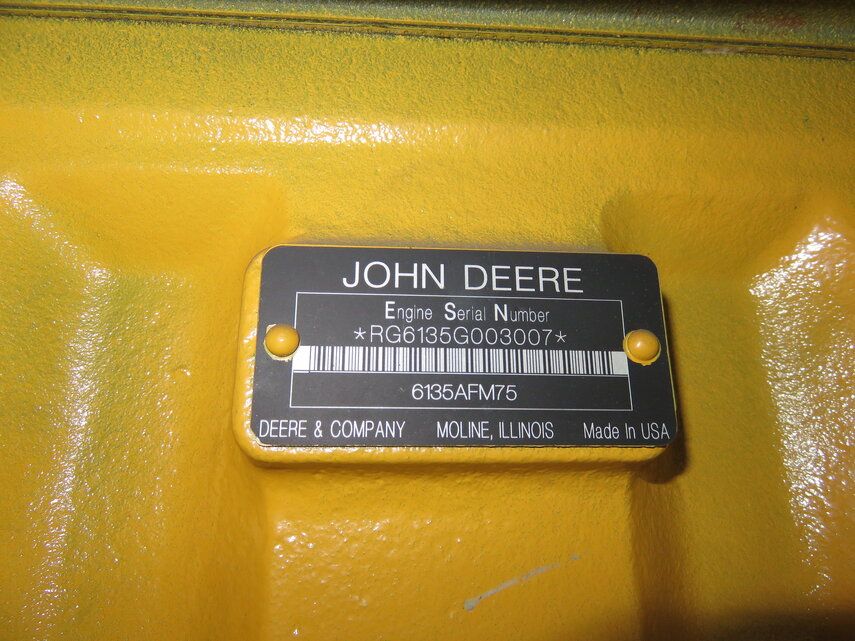 JOHN DEERE
Engine Serial Number
*RG6135G003007*
6135AFM75
DEERE & COMPANY MOLINE, ILLINOIS Made In USA